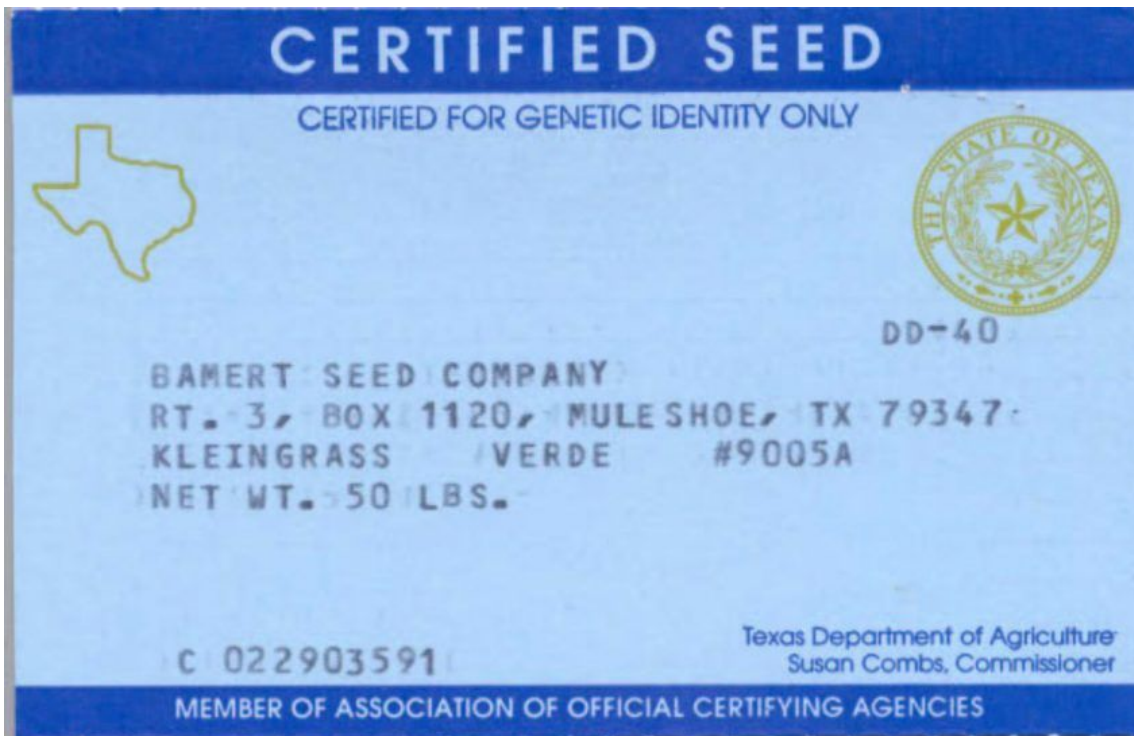 CERTIFIED SEED
CERTIFIED FOR GENETIC IDENTITY ONLY
THE STATE OF TEXAS
DD-40
BAMERT SEED COMPANY
RT. 3, BOX 1120, MULESHOE, TX 79347
KLEINGRASS VERDE #9005A
NET WT. 50 LBS.
C 022903591
Texas Department of Agriculture
Susan Combs, Commissioner
MEMBER OF ASSOCIATION OF OFFICIAL CERTIFYING AGENCIES